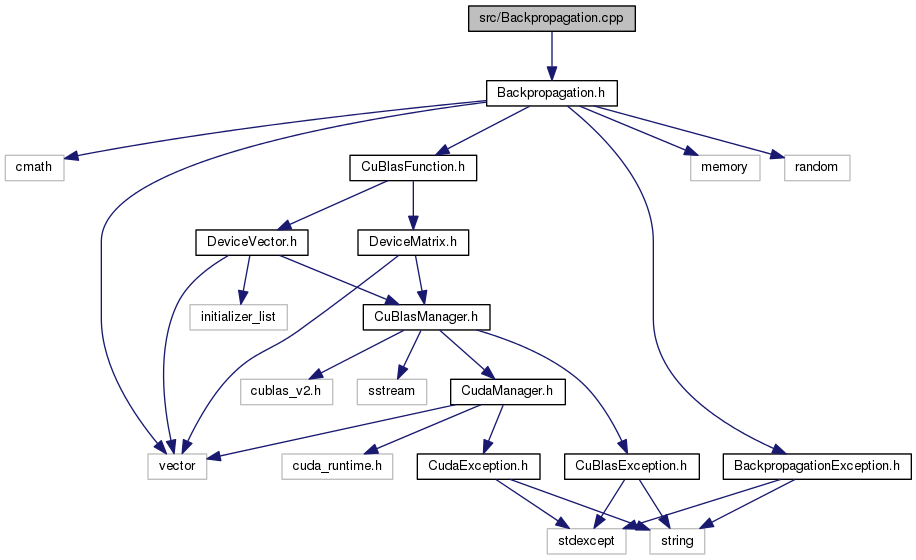 src/Backpropagation.cpp
Backpropagation.h
cmath
CuBlasFunction.h
memory
random
DeviceVector.h
DeviceMatrix.h
initializer_list
CuBlasManager.h
cublas_v2.h
sstream
CudaManager.h
vector
cuda_runtime.h
CudaException.h
CuBlasException.h
BackpropagationException.h
stdexcept
string